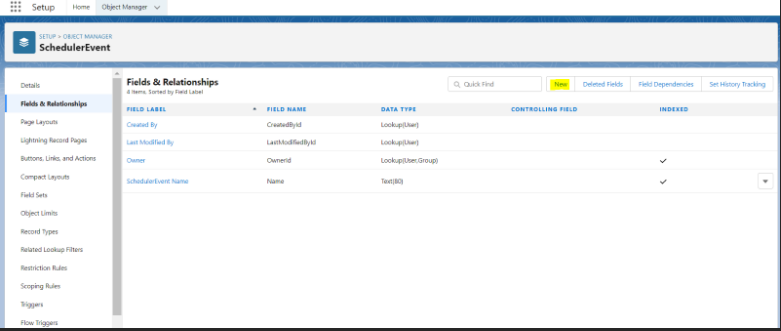 Setup Home Object Manager
SETUP > OBJECT MANAGER
SchedulerEvent
Details
Fields & Relationships
Page Layouts
Lightning Record Pages
Buttons, Links, and Actions
Compact Layouts
Field Sets
Object Limits
Record Types
Related Lookup Filters
Restriction Rules
Scoping Rules
Triggers
Flow Triggers
Fields & Relationships
4 Items, Sorted by Field Label
Quick Find New Deleted Fields Field Dependencies Set History Tracking
FIELD LABEL FIELD NAME DATA TYPE CONTROLLING FIELD INDEXED
Created By CreatedById Lookup(User)
Last Modified By LastModifiedById Lookup(User)
Owner OwnerId Lookup(User,Group)
SchedulerEvent Name Name Text(80)